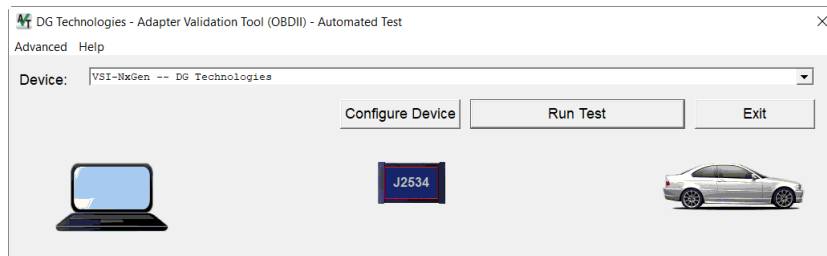 DG Technologies - Adapter Validation Tool (OBDII) - Automated Test
Advanced Help
Device: VSI-NxGen -- DG Technologies
Configure Device Run Test Exit
J2534